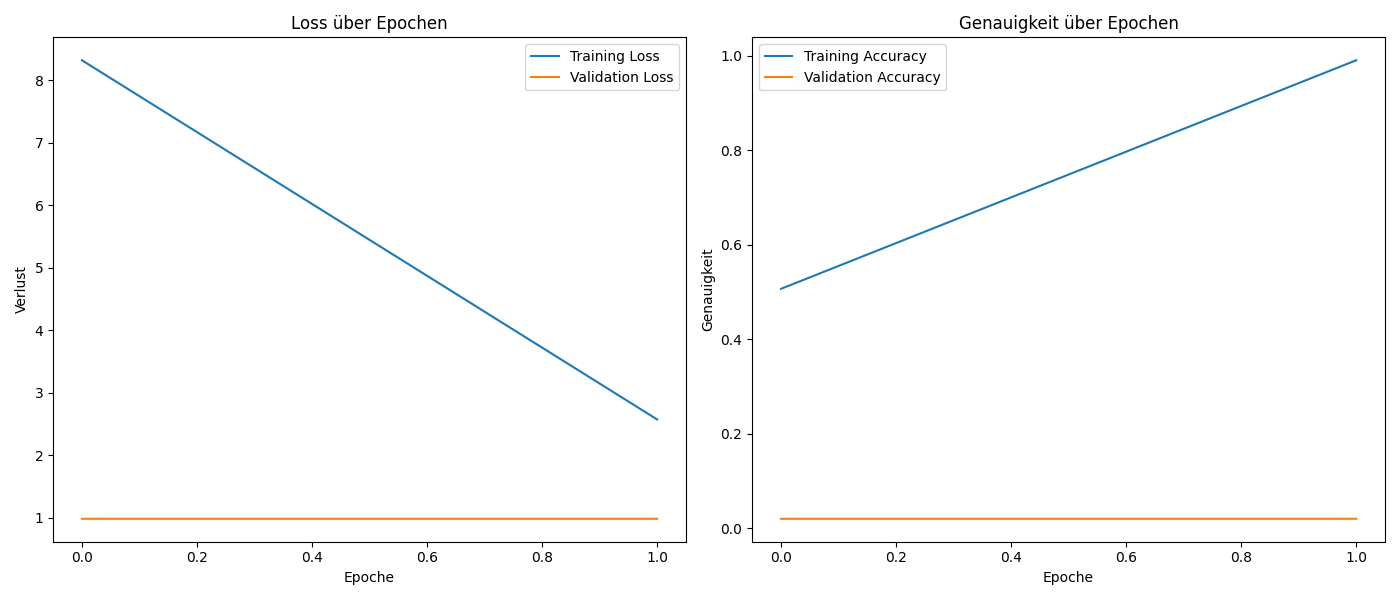 Loss über Epochen
Training Loss
Validation Loss
8
7
6
5
4
3
2
1
Verlust
0.0 0.2 0.4 0.6 0.8 1.0
Epoche
Genauigkeit über Epochen
Training Accuracy
Validation Accuracy
1.0
0.8
0.6
0.4
0.2
0.0
Genauigkeit
0.0 0.2 0.4 0.6 0.8 1.0
Epoche